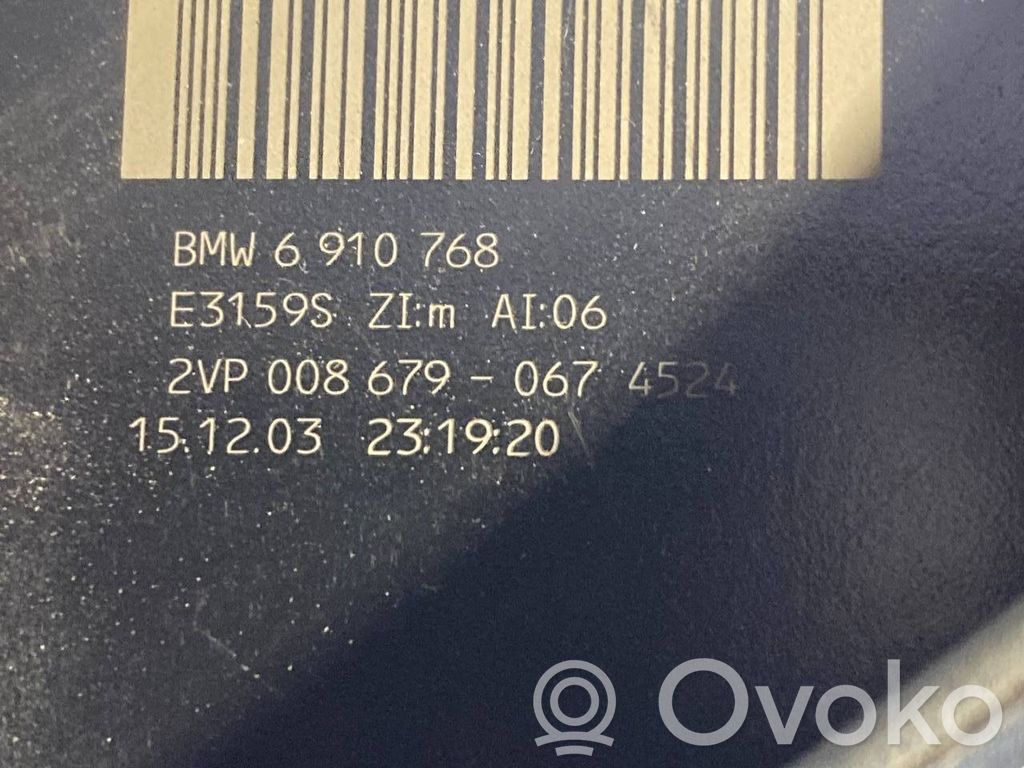 BMW 6 910 768
E3159S ZI:m AI:06
2VP 008 679 - 067 4524
15.12.03 23:19:20
Ovoko